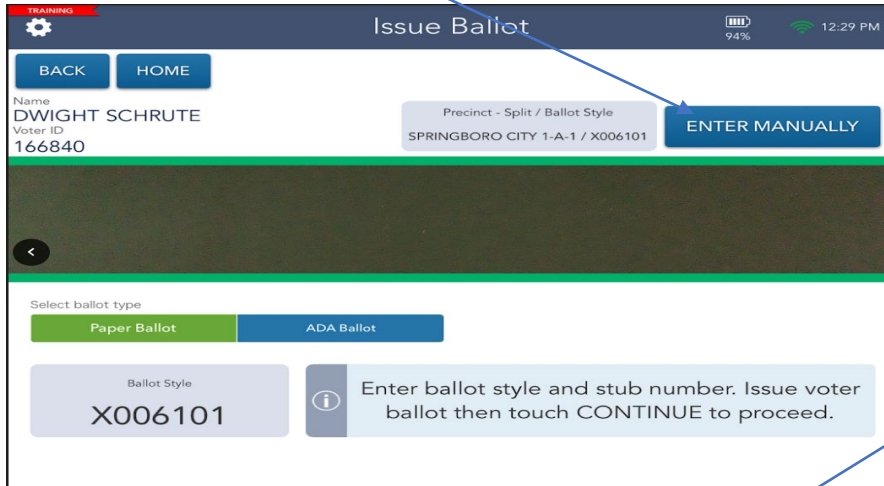 TRAINING
Issue Ballot
94%
12:29 PM
BACK
HOME
Name
DWIGHT SCHRUTE
Voter ID
166840
Precinct - Split / Ballot Style
SPRINGBORO CITY 1-A-1 / X006101
ENTER MANUALLY
Select ballot type
Paper Ballot
ADA Ballot
Ballot Style
X006101
Enter ballot style and stub number. Issue voter
ballot then touch CONTINUE to proceed.